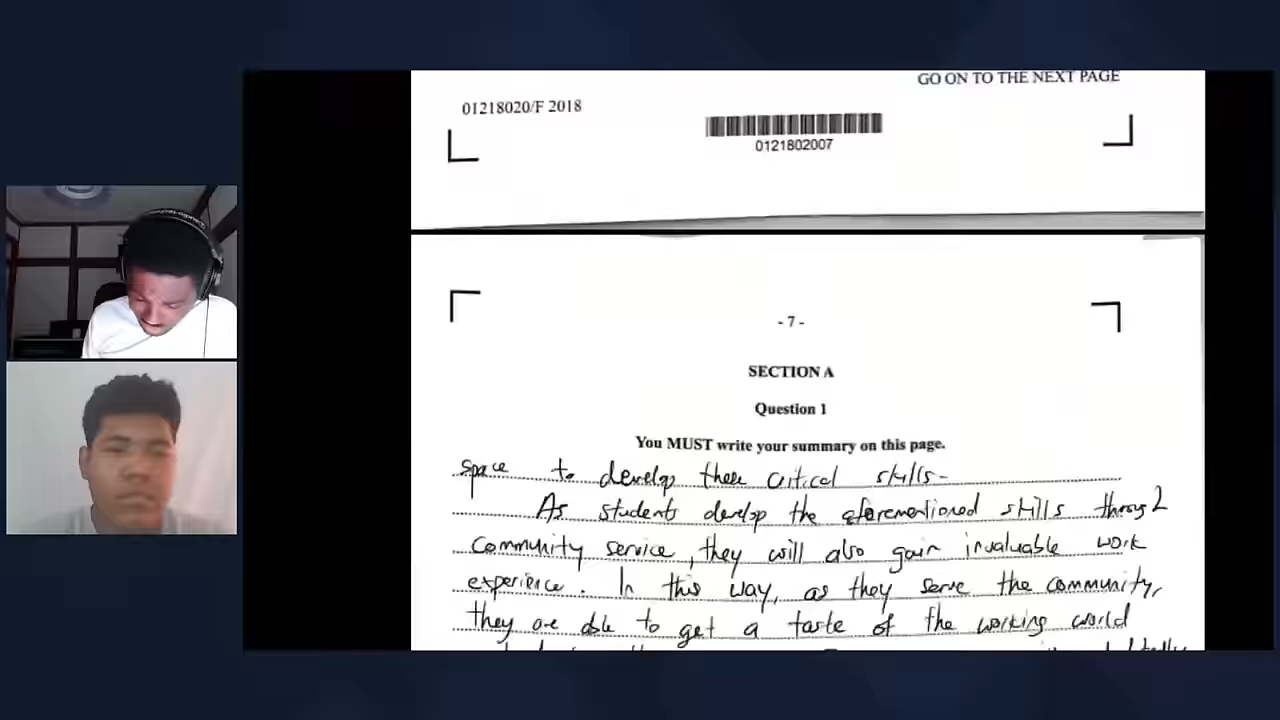 GO ON TO THE NEXT PAGE
01218020/F 2018
0121802007
- 7 -
SECTION A
Question 1
You MUST write your summary on this page.
space to develop these critical skills.
As students develop the aforementioned skills through
community service, they will also gain invaluable work
experience. In this way, as they serve the community,
they are able to get a taste of the working world